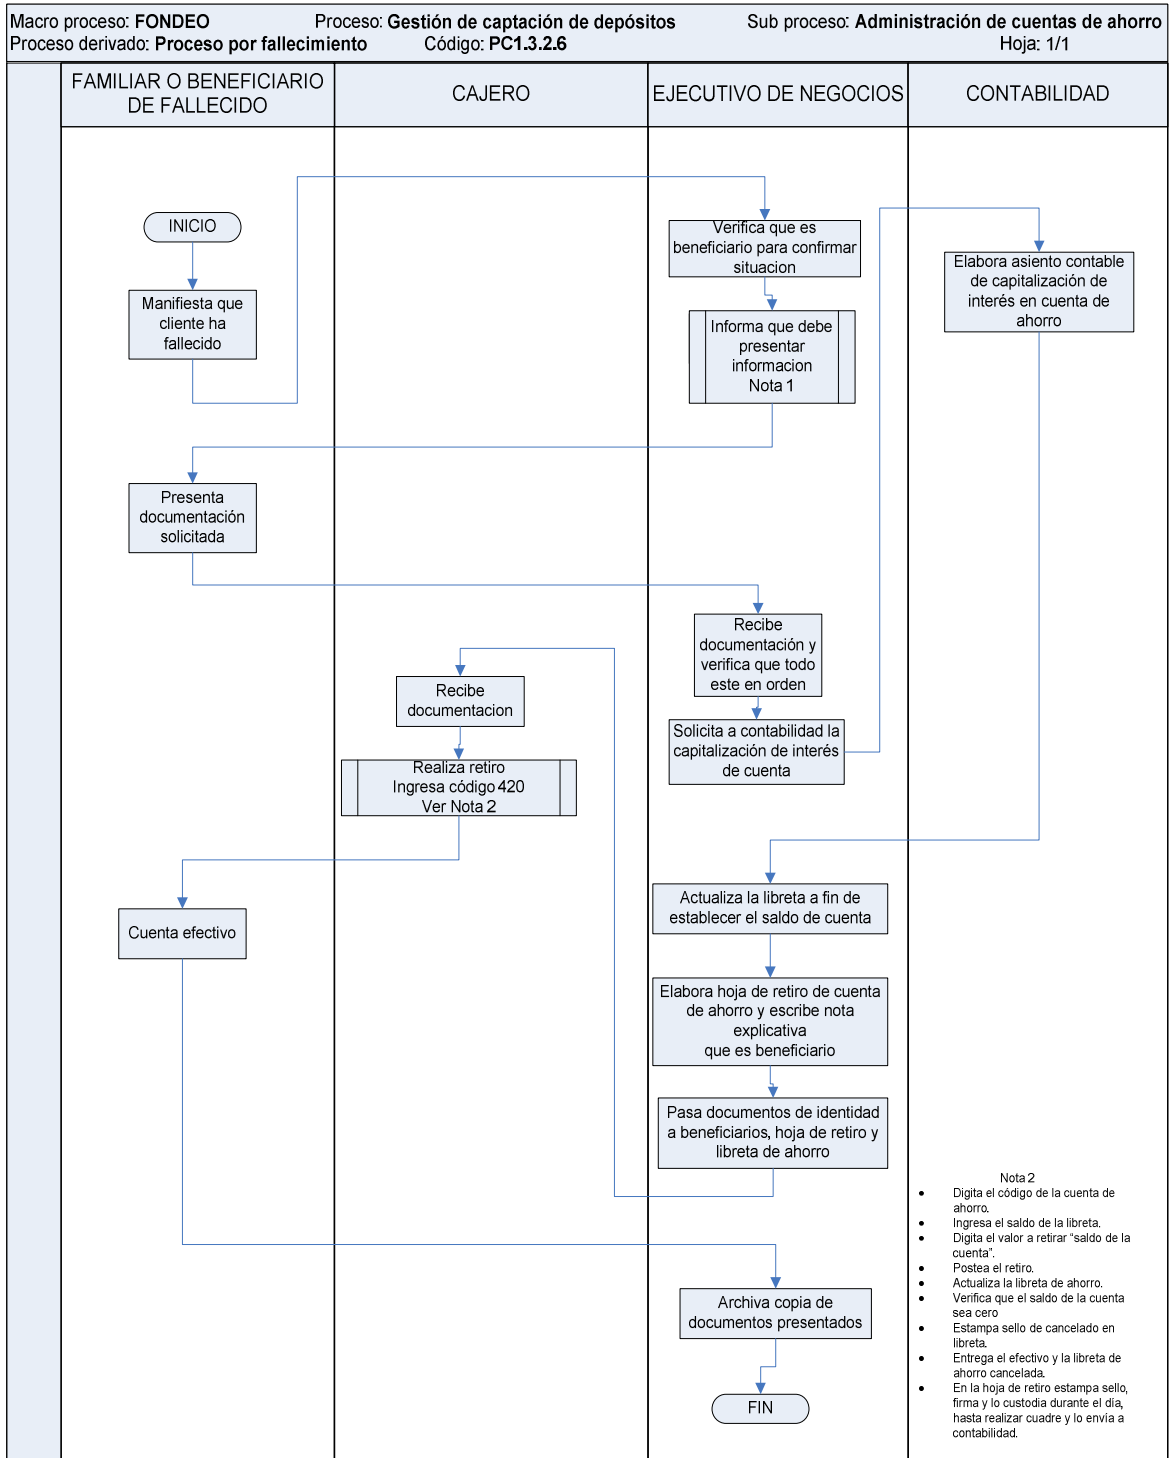 Macro proceso: FONDEO Proceso: Gestión de captación de depósitos Sub proceso: Administración de cuentas de ahorro
Proceso derivado: Proceso por fallecimiento Código: PC1.3.2.6 Hoja: 1/1
FAMILIAR O BENEFICIARIO
DE FALLECIDO
CAJERO
EJECUTIVO DE NEGOCIOS
CONTABILIDAD
INICIO
Manifiesta que
cliente ha
fallecido
Verifica que es
beneficiario para confirmar
situacion
Informa que debe
presentar
informacion
Nota 1
Elabora asiento contable
de capitalización de
interés en cuenta de
ahorro
Presenta
documentación
solicitada
Recibe
documentación y
verifica que todo
este en orden
Solicita a contabilidad la
capitalización de interés
de cuenta
Recibe
documentacion
Realiza retiro
Ingresa código 420
Ver Nota 2
Cuenta efectivo
Actualiza la libreta a fin de
establecer el saldo de cuenta
Elabora hoja de retiro de cuenta
de ahorro y escribe nota
explicativa
que es beneficiario
Pasa documentos de identidad
a beneficiarios, hoja de retiro y
libreta de ahorro
Archiva copia de
documentos presentados
FIN
Nota 2
• Digita el código de la cuenta de
ahorro.
• Ingresa el saldo de la libreta.
• Digita el valor a retirar “saldo de la
cuenta”.
• Postea el retiro.
• Actualiza la libreta de ahorro.
• Verifica que el saldo de la cuenta
sea cero
• Estampa sello de cancelado en
libreta.
• Entrega el efectivo y la libreta de
ahorro cancelada.
• En la hoja de retiro estampa sello,
firma y lo custodia durante el día,
hasta realizar cuadre y lo envía a
contabilidad.